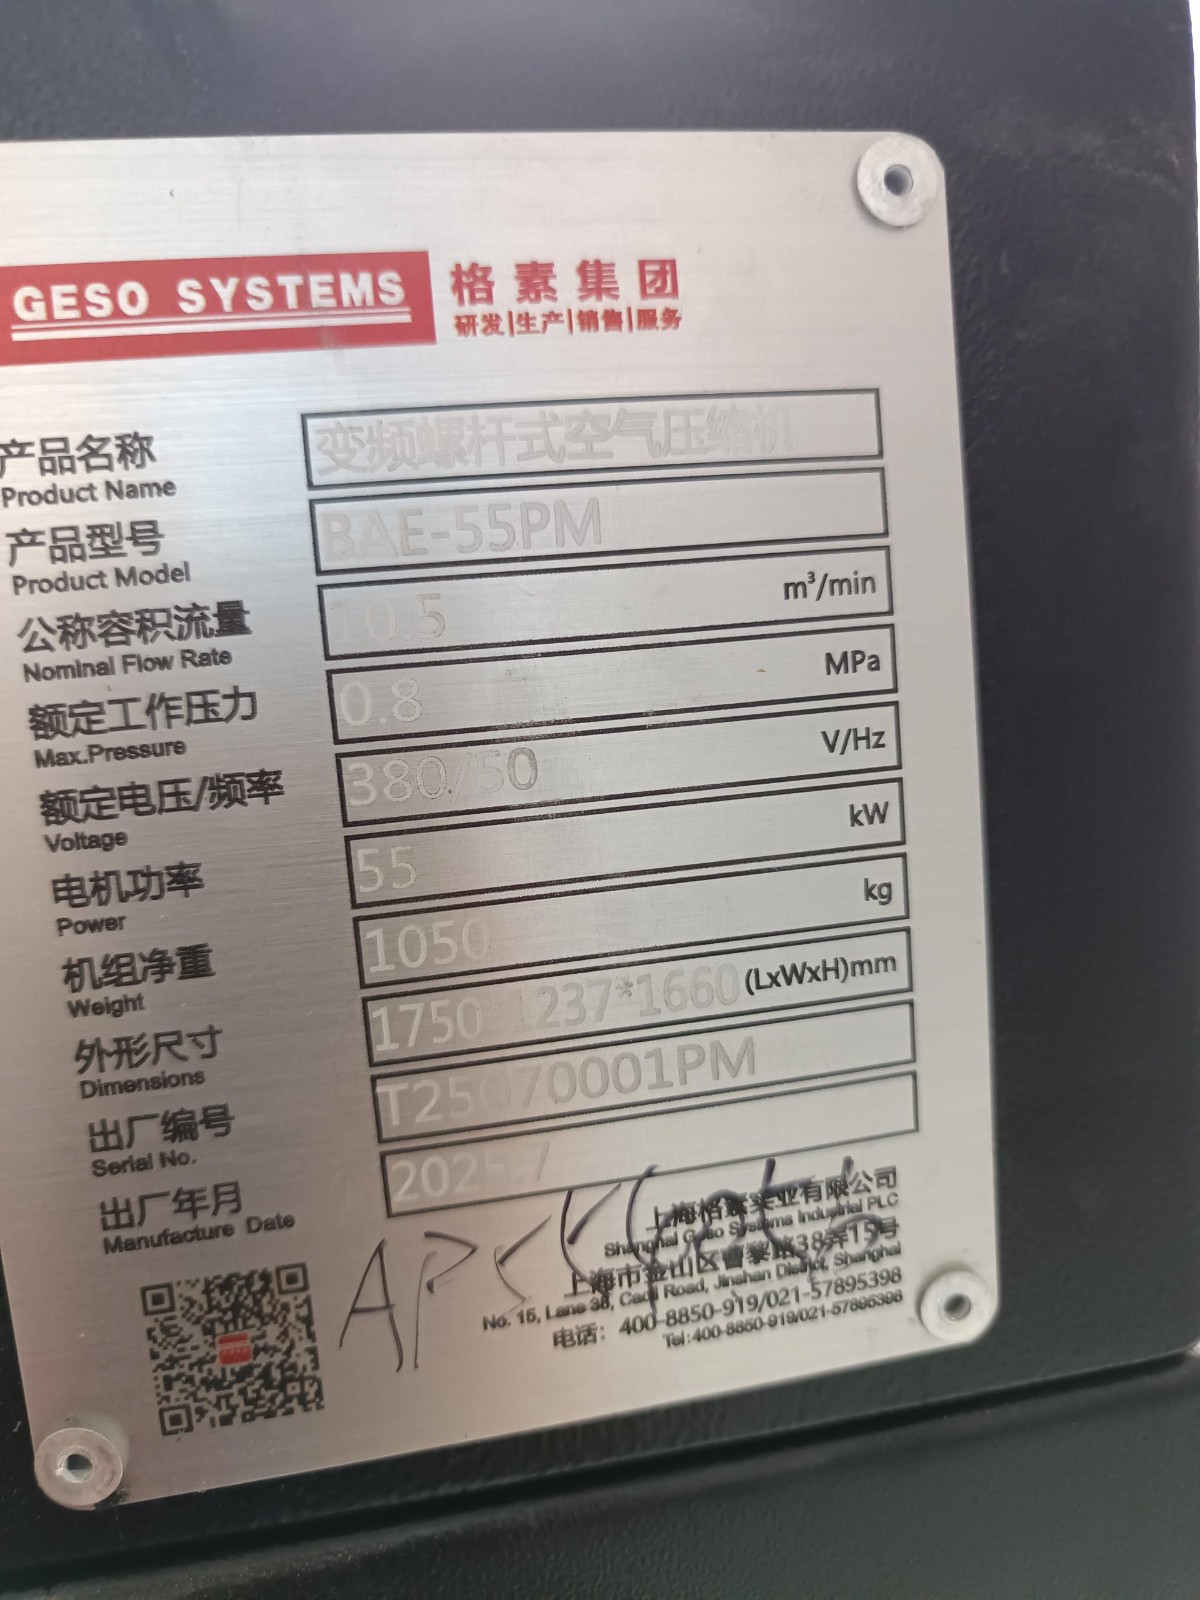 GESO SYSTEMS 格素集团
研发|生产|销售|服务
产品名称 变频螺杆式空气压缩机
Product Name
产品型号 BAE-55PM
Product Model
公称容积流量 10.5 m³/min
Nominal Flow Rate
额定工作压力 0.8 MPa
Max.Pressure
额定电压/频率 380/50 V/Hz
Voltage
电机功率 55 kW
Power
机组净重 1050 kg
Weight
外形尺寸 1750*1237*1660 (LxWxH)mm
Dimensions
出厂编号 T25070001PM
Serial No.
出厂年月 2025.7
Manufacture Date
上海格素实业有限公司
Shanghai Geso Systems Industrial PLC
上海市金山区曹黎路38弄15号
No. 15, Lane 38, Caoli Road, Jinshan District, Shanghai
电话：400-8850-919/021-57895398
Tel:400-8850-919/021-57895398